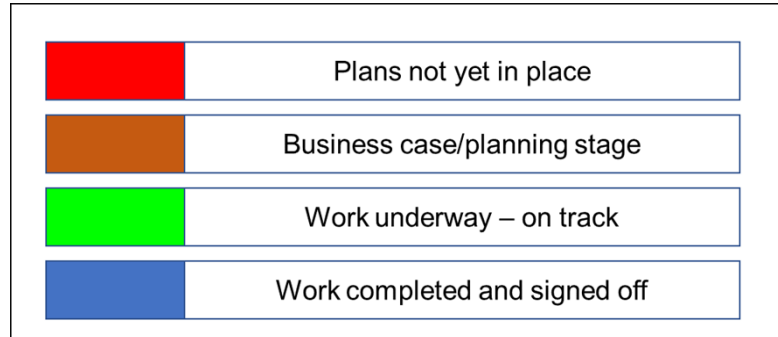 Plans not yet in place
Business case/planning stage
Work underway – on track
Work completed and signed off